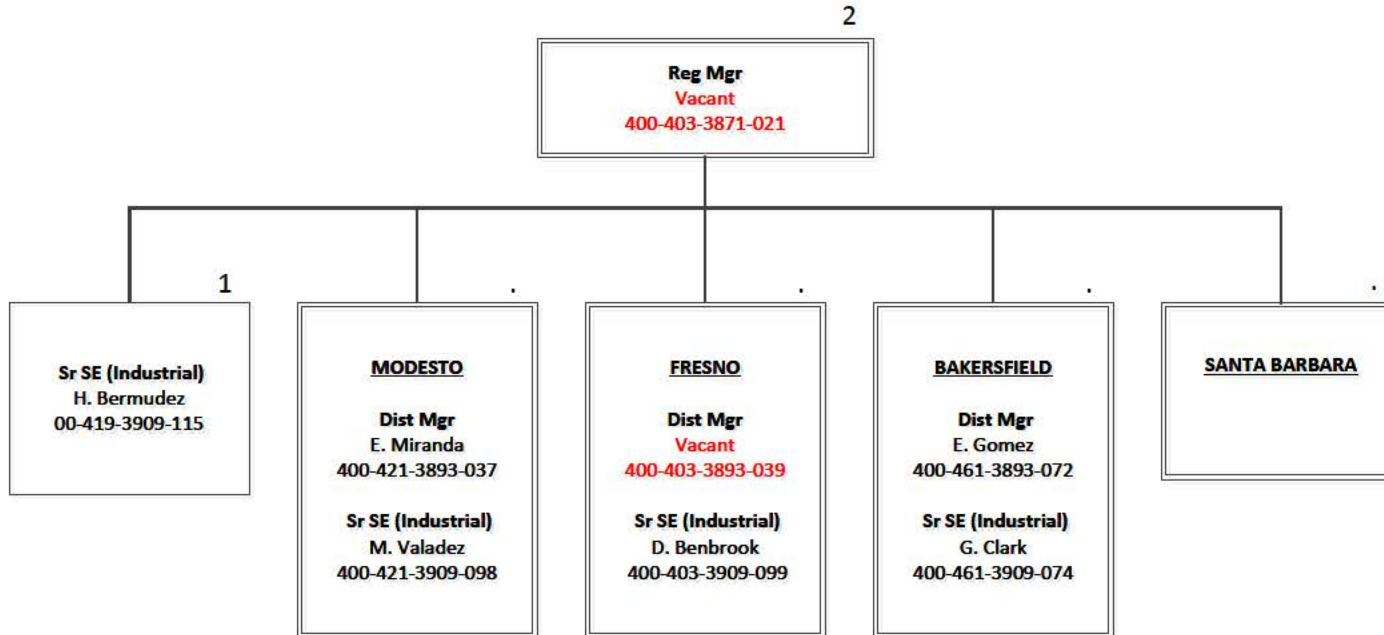 2
Reg Mgr
Vacant
400-403-3871-021
1
Sr SE (Industrial)
H. Bermudez
00-419-3909-115
.
MODESTO
Dist Mgr
E. Miranda
400-421-3893-037
Sr SE (Industrial)
M. Valadez
400-421-3909-098
.
FRESNO
Dist Mgr
Vacant
400-403-3893-039
Sr SE (Industrial)
D. Benbrook
400-403-3909-099
.
BAKERSFIELD
Dist Mgr
E. Gomez
400-461-3893-072
Sr SE (Industrial)
G. Clark
400-461-3909-074
.
SANTA BARBARA